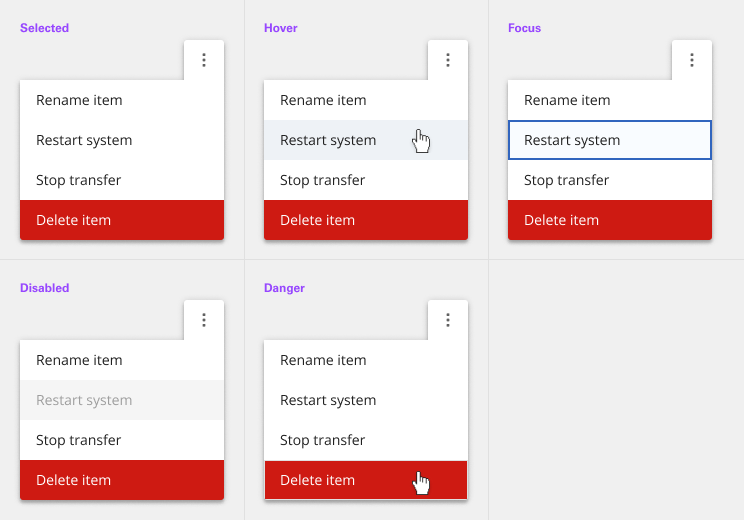 Selected
Rename item
Restart system
Stop transfer
Delete item
Hover
Rename item
Restart system
Stop transfer
Delete item
Focus
Rename item
Restart system
Stop transfer
Delete item
Disabled
Rename item
Restart system
Stop transfer
Delete item
Danger
Rename item
Restart system
Stop transfer
Delete item